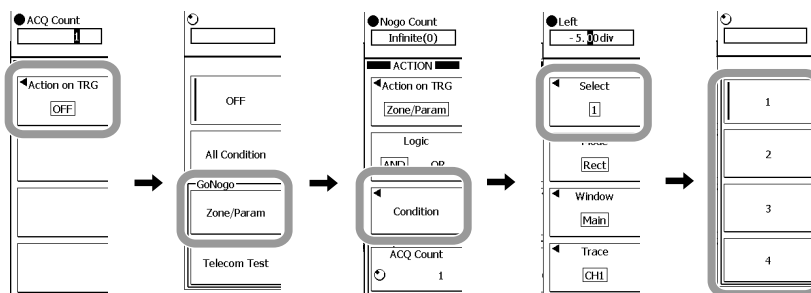 ACQ Count
1
Action on TRG
OFF
OFF
All Condition
GoNogo
Zone/Param
Telecom Test
Nogo Count
Infinite(0)
ACTION
Action on TRG
Zone/Param
Logic
AND OR
Condition
ACQ Count
1
Left
-5.00div
Select
1
Mode
Rect
Window
Main
Trace
CH1
1
2
3
4